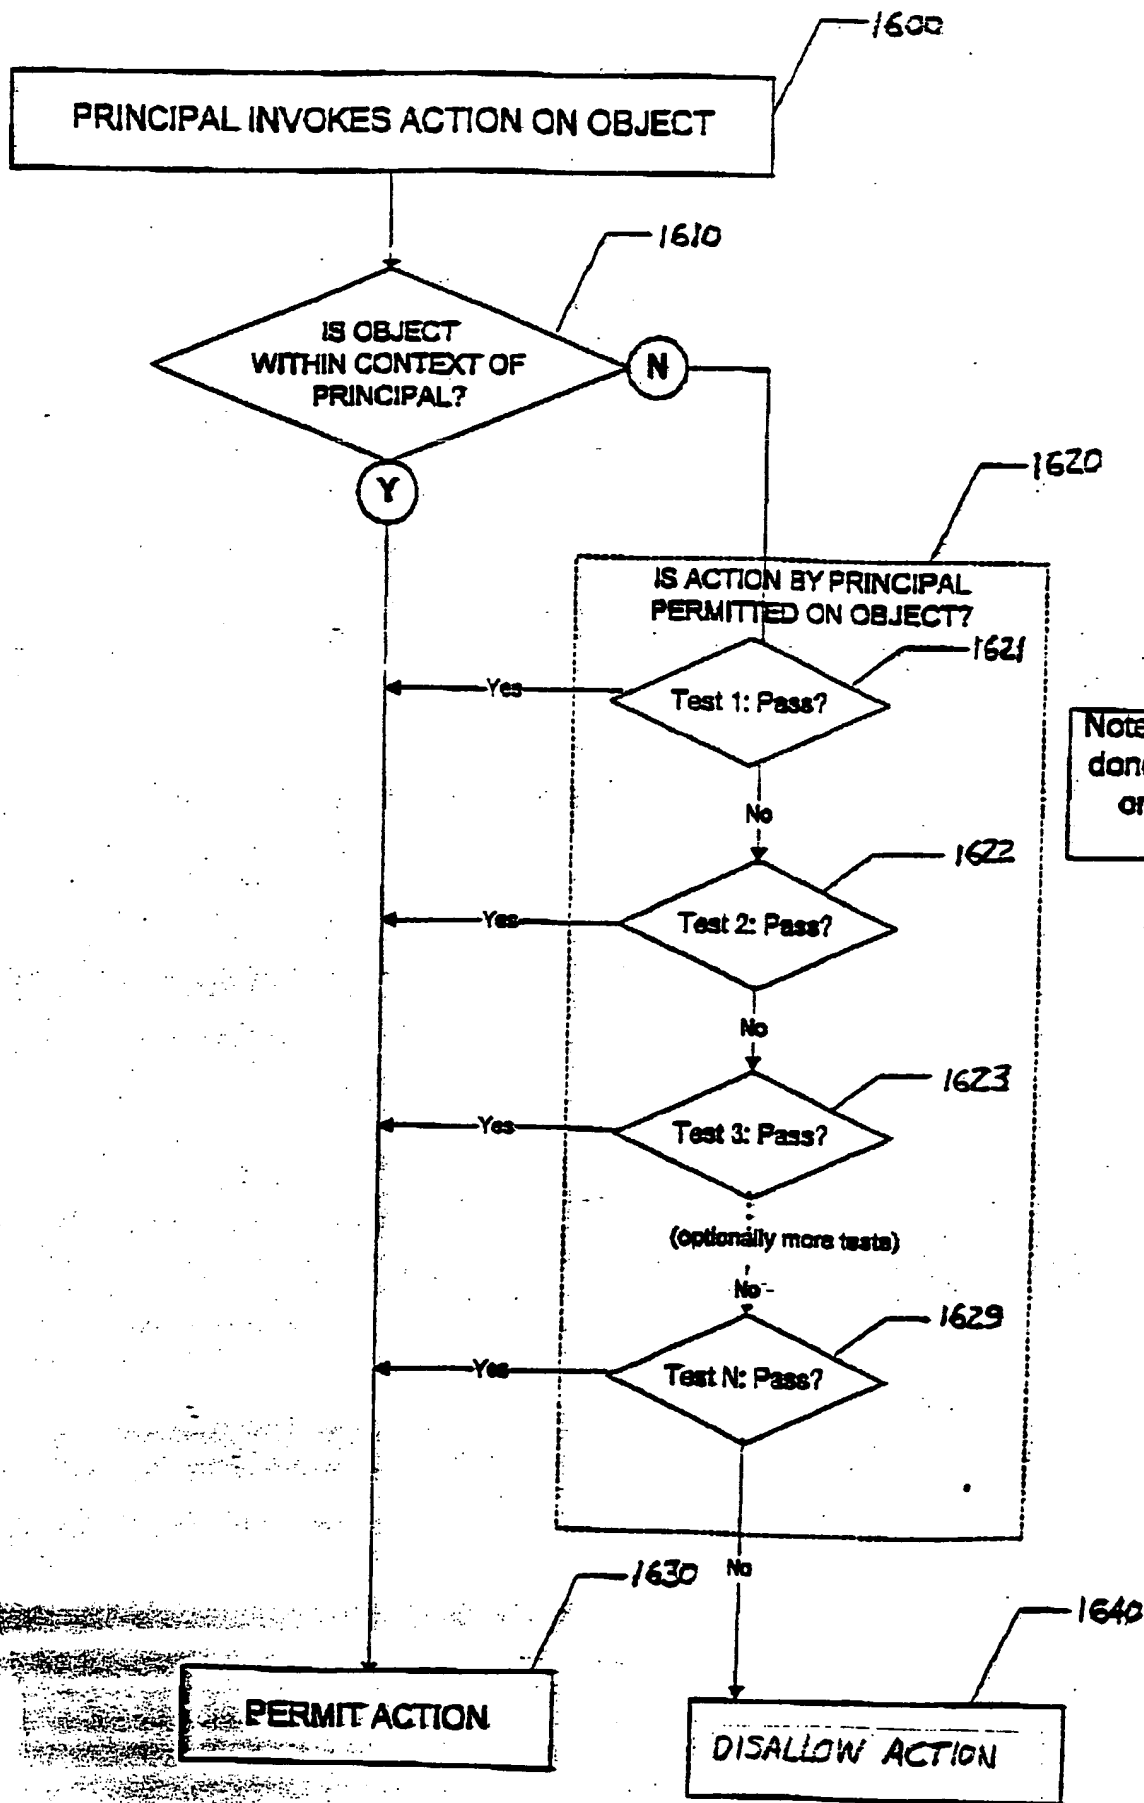 1600
PRINCIPAL INVOKES ACTION ON OBJECT
1610
IS OBJECT
WITHIN CONTEXT OF
PRINCIPAL?
N
Y
1620
IS ACTION BY PRINCIPAL
PERMITTED ON OBJECT?
1621
Test 1: Pass?
Yes
No
Note
1622
Test 2: Pass?
Yes
No
1623
Test 3: Pass?
Yes
(optionally more tests)
No
1629
Test N: Pass?
Yes
No
1630
PERMIT ACTION
1640
DISALLOW ACTION